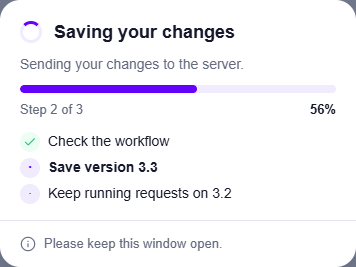 Saving your changes
Sending your changes to the server.
Step 2 of 3
56%
Check the workflow
Save version 3.3
Keep running requests on 3.2
Please keep this window open.